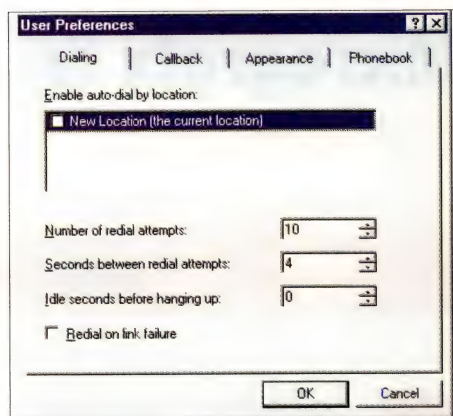 User Preferences
Dialing Callback Appearance Phonebook
Enable auto-dial by location:
New Location (the current location)
Number of redial attempts: 10
Seconds between redial attempts: 4
Idle seconds before hanging up: 0
Redial on link failure
OK Cancel